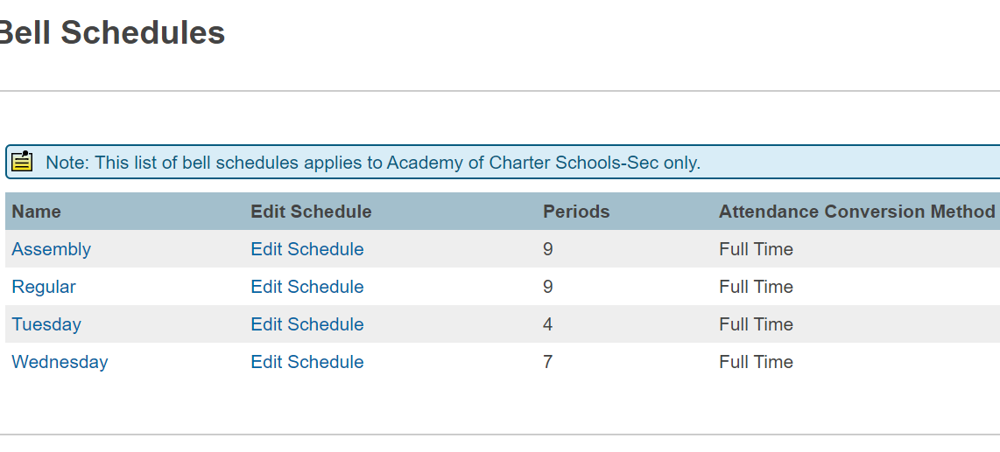 Bell Schedules
Note: This list of bell schedules applies to Academy of Charter Schools-Sec only.
Name Edit Schedule Periods Attendance Conversion Method
Assembly Edit Schedule 9 Full Time
Regular Edit Schedule 9 Full Time
Tuesday Edit Schedule 4 Full Time
Wednesday Edit Schedule 7 Full Time